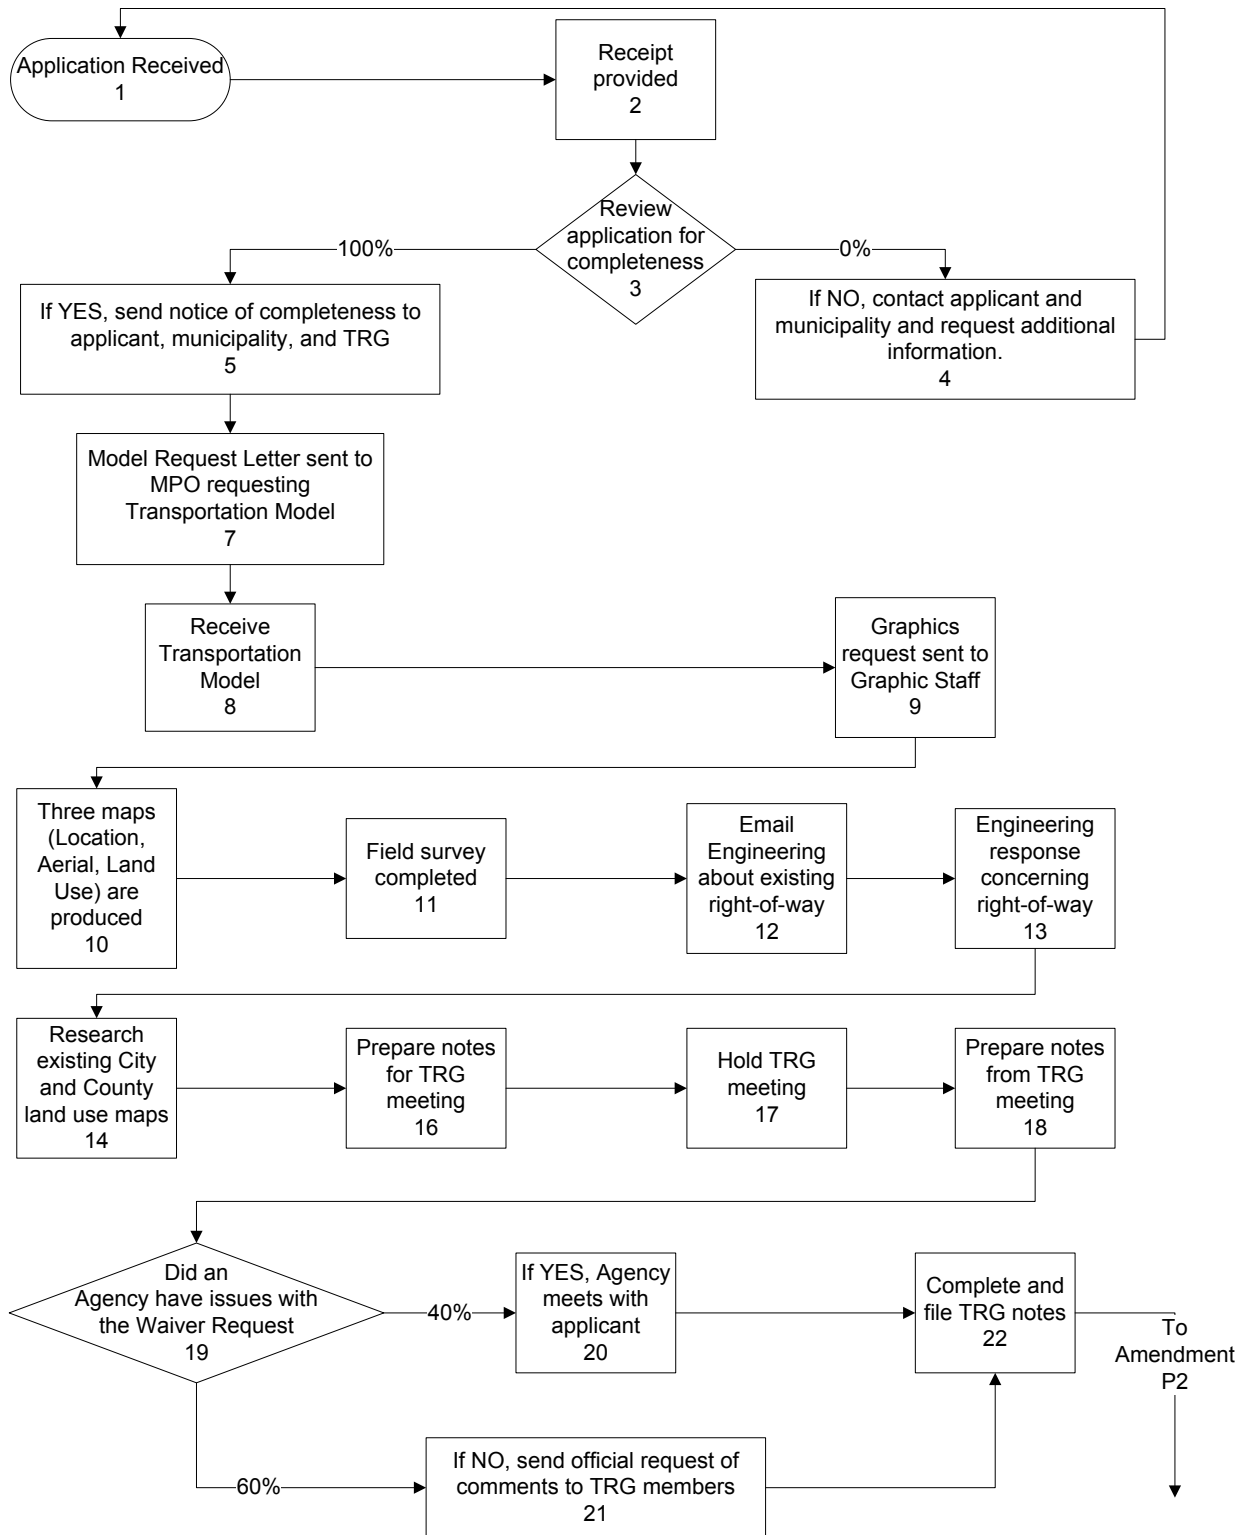 Application Received
1
Receipt
provided
2
Review
application for
completeness
3
100%
0%
If YES, send notice of completeness to
applicant, municipality, and TRG
5
If NO, contact applicant and
municipality and request additional
information.
4
Model Request Letter sent to
MPO requesting
Transportation Model
7
Receive
Transportation
Model
8
Graphics
request sent to
Graphic Staff
9
Three maps
(Location,
Aerial, Land
Use) are
produced
10
Field survey
completed
11
Email
Engineering
about existing
right-of-way
12
Engineering
response
concerning
right-of-way
13
Research
existing City
and County
land use maps
14
Prepare notes
for TRG
meeting
16
Hold TRG
meeting
17
Prepare notes
from TRG
meeting
18
Did an
Agency have issues with
the Waiver Request
19
40%
If YES, Agency
meets with
applicant
20
Complete and
file TRG notes
22
To
Amendment
P2
60%
If NO, send official request of
comments to TRG members
21